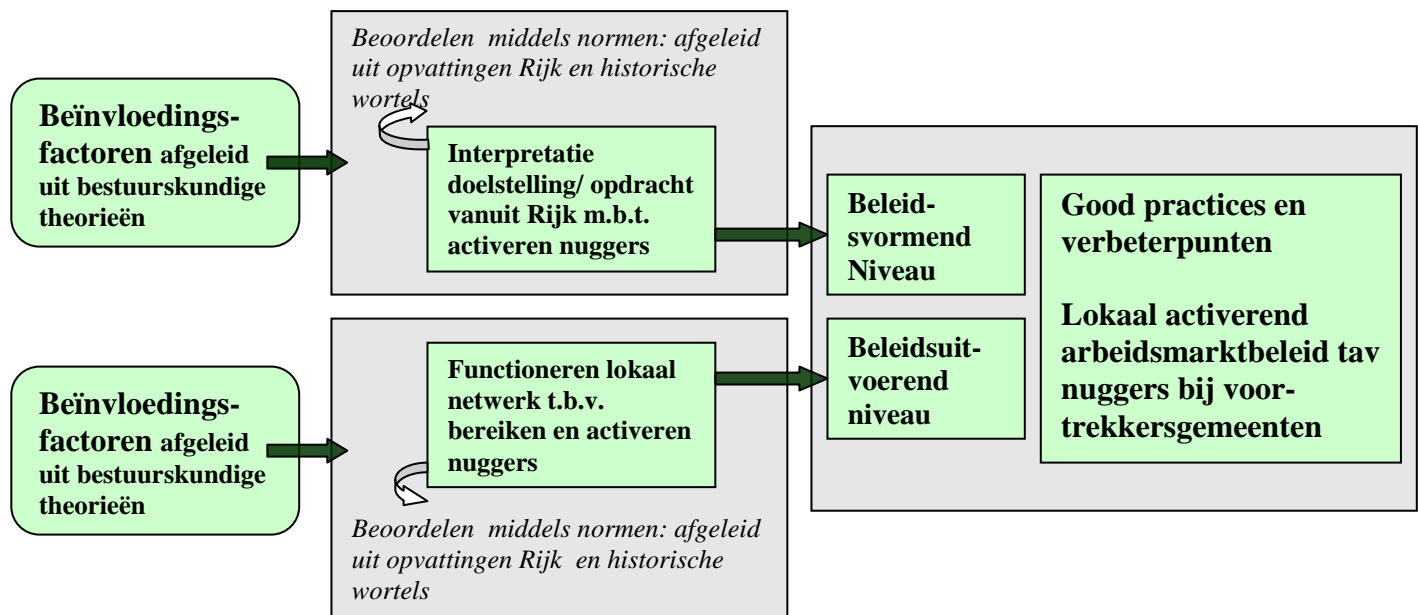 Beoordelen middels normen: afgeleid
uit opvattingen Rijk en historische
wortels
Beïnvloedings-
factoren afgeleid
uit bestuurskundige
theorieën
Interpretatie
doelstelling/ opdracht
vanuit Rijk m.b.t.
activeren nuggers
Beleid-
svormend
Niveau
Good practices en
verbeterpunten
Lokaal activerend
arbeidsmarktbeleid tav
nuggers bij voor-
trekkersgemeenten
Beleidsuit-
voerend
niveau
Beïnvloedings-
factoren afgeleid
uit bestuurskundige
theorieën
Functioneren lokaal
netwerk t.b.v.
bereiken en activeren
nuggers
Beoordelen middels normen: afgeleid
uit opvattingen Rijk en historische
wortels